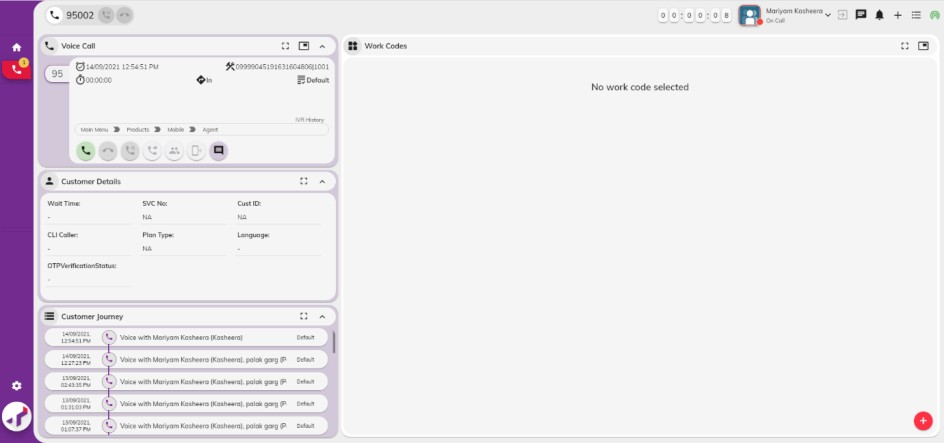 95002
0 0 : 0 0 : 0 8
Mariyam Kasheera
On Call
1
Voice Call
95
14/09/2021 12:54:51 PM
09999045191631604806|1001
00:00:00
In
Default
IVR History
Main Menu
Products
Mobile
Agent
Customer Details
Wait Time:
SVC No:
Cust ID:
-
NA
NA
CLI Caller:
Plan Type:
Language:
-
NA
-
OTPVerificationStatus:
-
Customer Journey
14/09/2021,
12:54:51 PM
Voice with Mariyam Kasheera (Kasheera)
Default
14/09/2021,
12:27:23 PM
Voice with Mariyam Kasheera (Kasheera), palak garg (P
Default
13/09/2021,
02:43:35 PM
Voice with Mariyam Kasheera (Kasheera), palak garg (P
Default
13/09/2021,
01:31:03 PM
Voice with Mariyam Kasheera (Kasheera), palak garg (P
Default
13/09/2021,
01:07:37 PM
Voice with Mariyam Kasheera (Kasheera), palak garg (P
Default
Work Codes
No work code selected